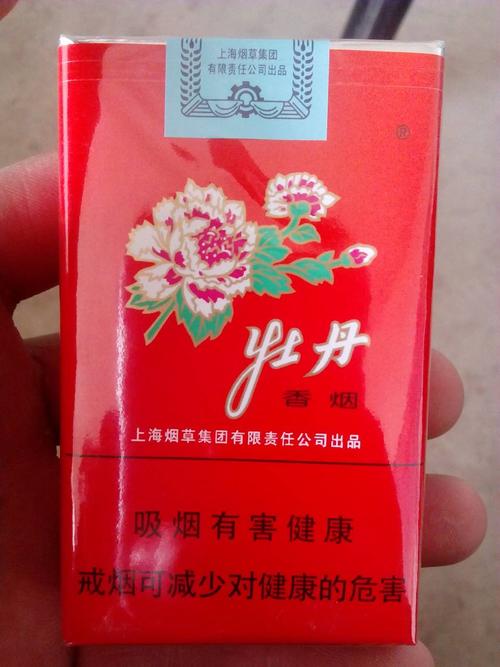 上海烟草集团
有限责任公司出品
®
牡丹
香烟
上海烟草集团有限责任公司出品
吸烟有害健康
戒烟可减少对健康的危害